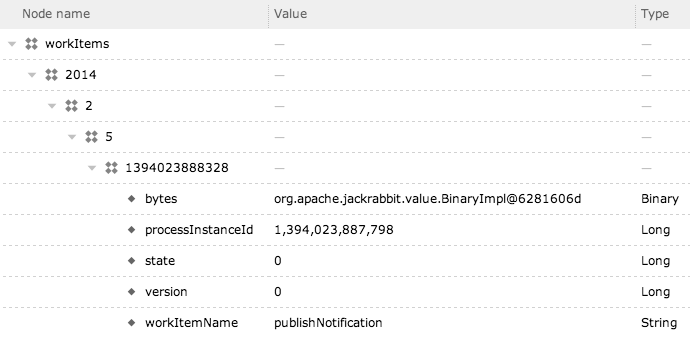 Node name Value Type
workItems — —
2014 — —
2 — —
5 — —
1394023888328 — —
bytes org.apache.jackrabbit.value.BinaryImpl@6281606d Binary
processInstanceId 1,394,023,887,798 Long
state 0 Long
version 0 Long
workItemName publishNotification String